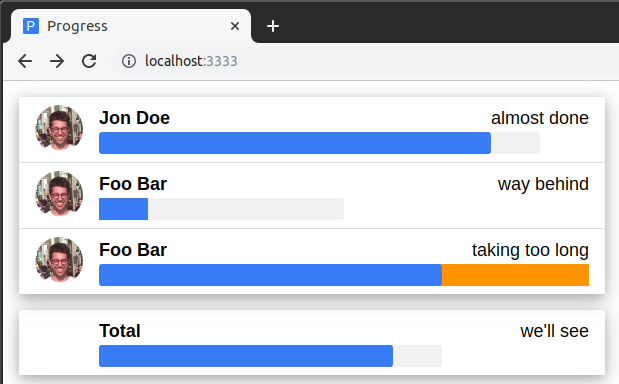 P Progress
localhost:3333
Jon Doe almost done
Foo Bar way behind
Foo Bar taking too long
Total we'll see